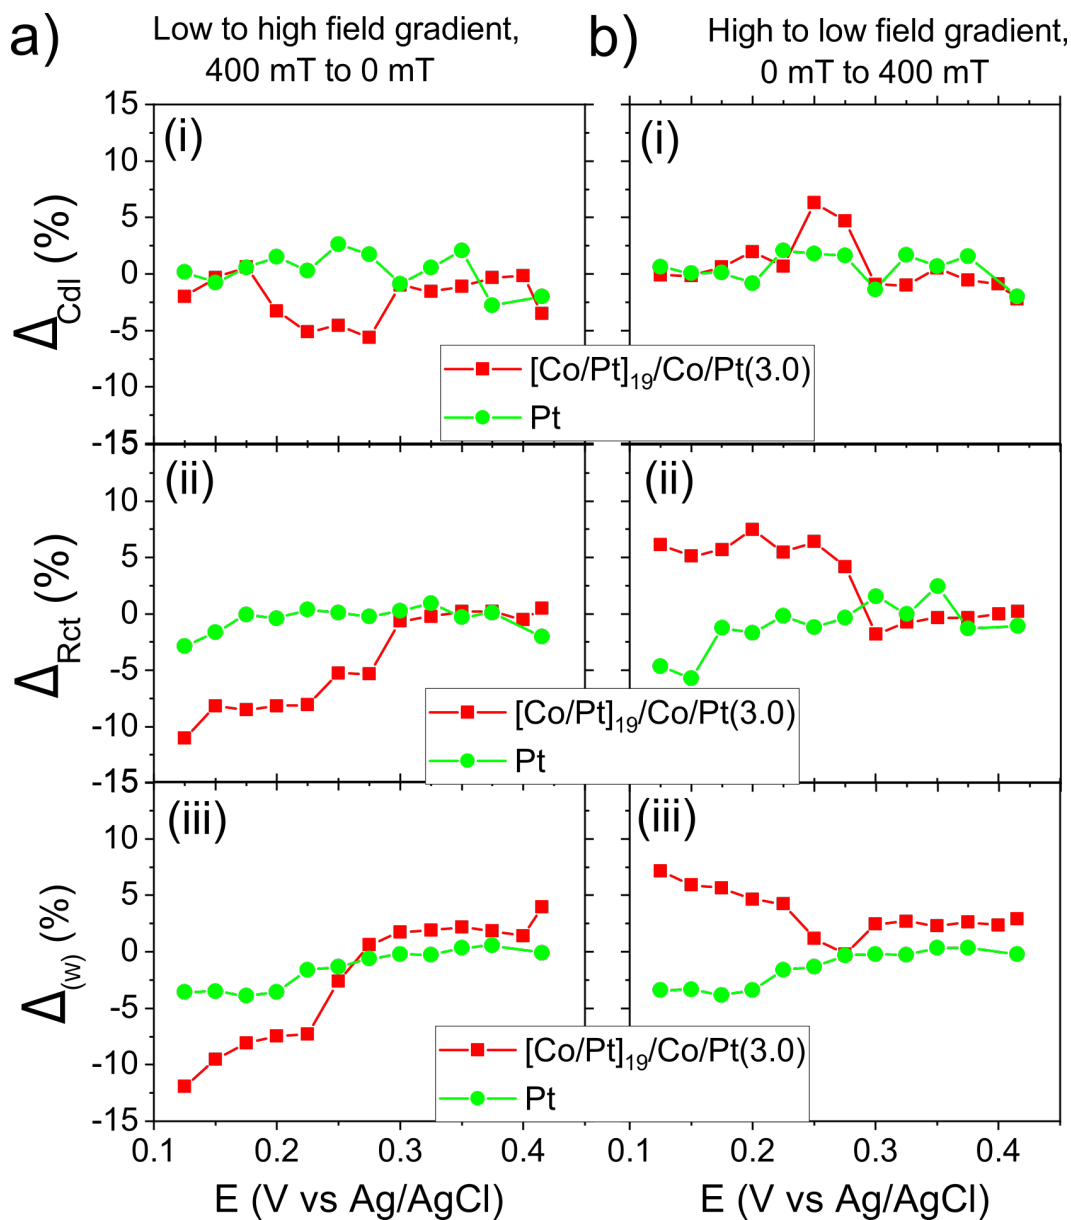 a)
Low to high field gradient,
400 mT to 0 mT
b)
High to low field gradient,
0 mT to 400 mT
(i)
15
10
5
0
-5
-10
-15
Δ_Cdl (%)
(i)
[Co/Pt]₁₉/Co/Pt(3.0)
Pt
(ii)
10
5
0
-5
-10
-15
Δ_Rct (%)
(ii)
[Co/Pt]₁₉/Co/Pt(3.0)
Pt
(iii)
10
5
0
-5
-10
-15
Δ_(w) (%)
(iii)
[Co/Pt]₁₉/Co/Pt(3.0)
Pt
0.1 0.2 0.3 0.4
0.1 0.2 0.3 0.4
E (V vs Ag/AgCl)
E (V vs Ag/AgCl)